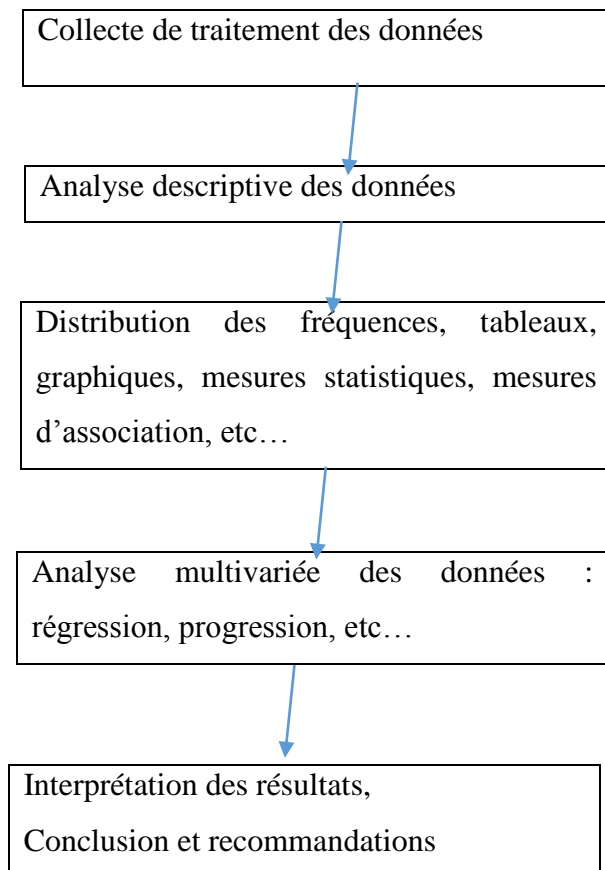 Collecte de traitement des données
Analyse descriptive des données
Distribution des fréquences, tableaux,
graphiques, mesures statistiques, mesures
d’association, etc…
Analyse multivariée des données :
régression, progression, etc…
Interprétation des résultats,
Conclusion et recommandations